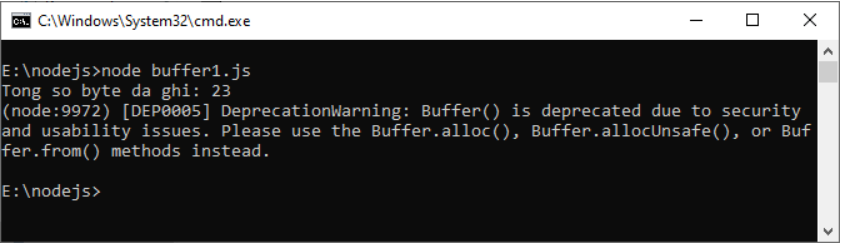 C:\Windows\System32\cmd.exe
E:\nodejs>node buffer1.js
Tong so byte da ghi: 23
(node:9972) [DEP0005] DeprecationWarning: Buffer() is deprecated due to security
and usability issues. Please use the Buffer.alloc(), Buffer.allocUnsafe(), or Buf
fer.from() methods instead.
E:\nodejs>